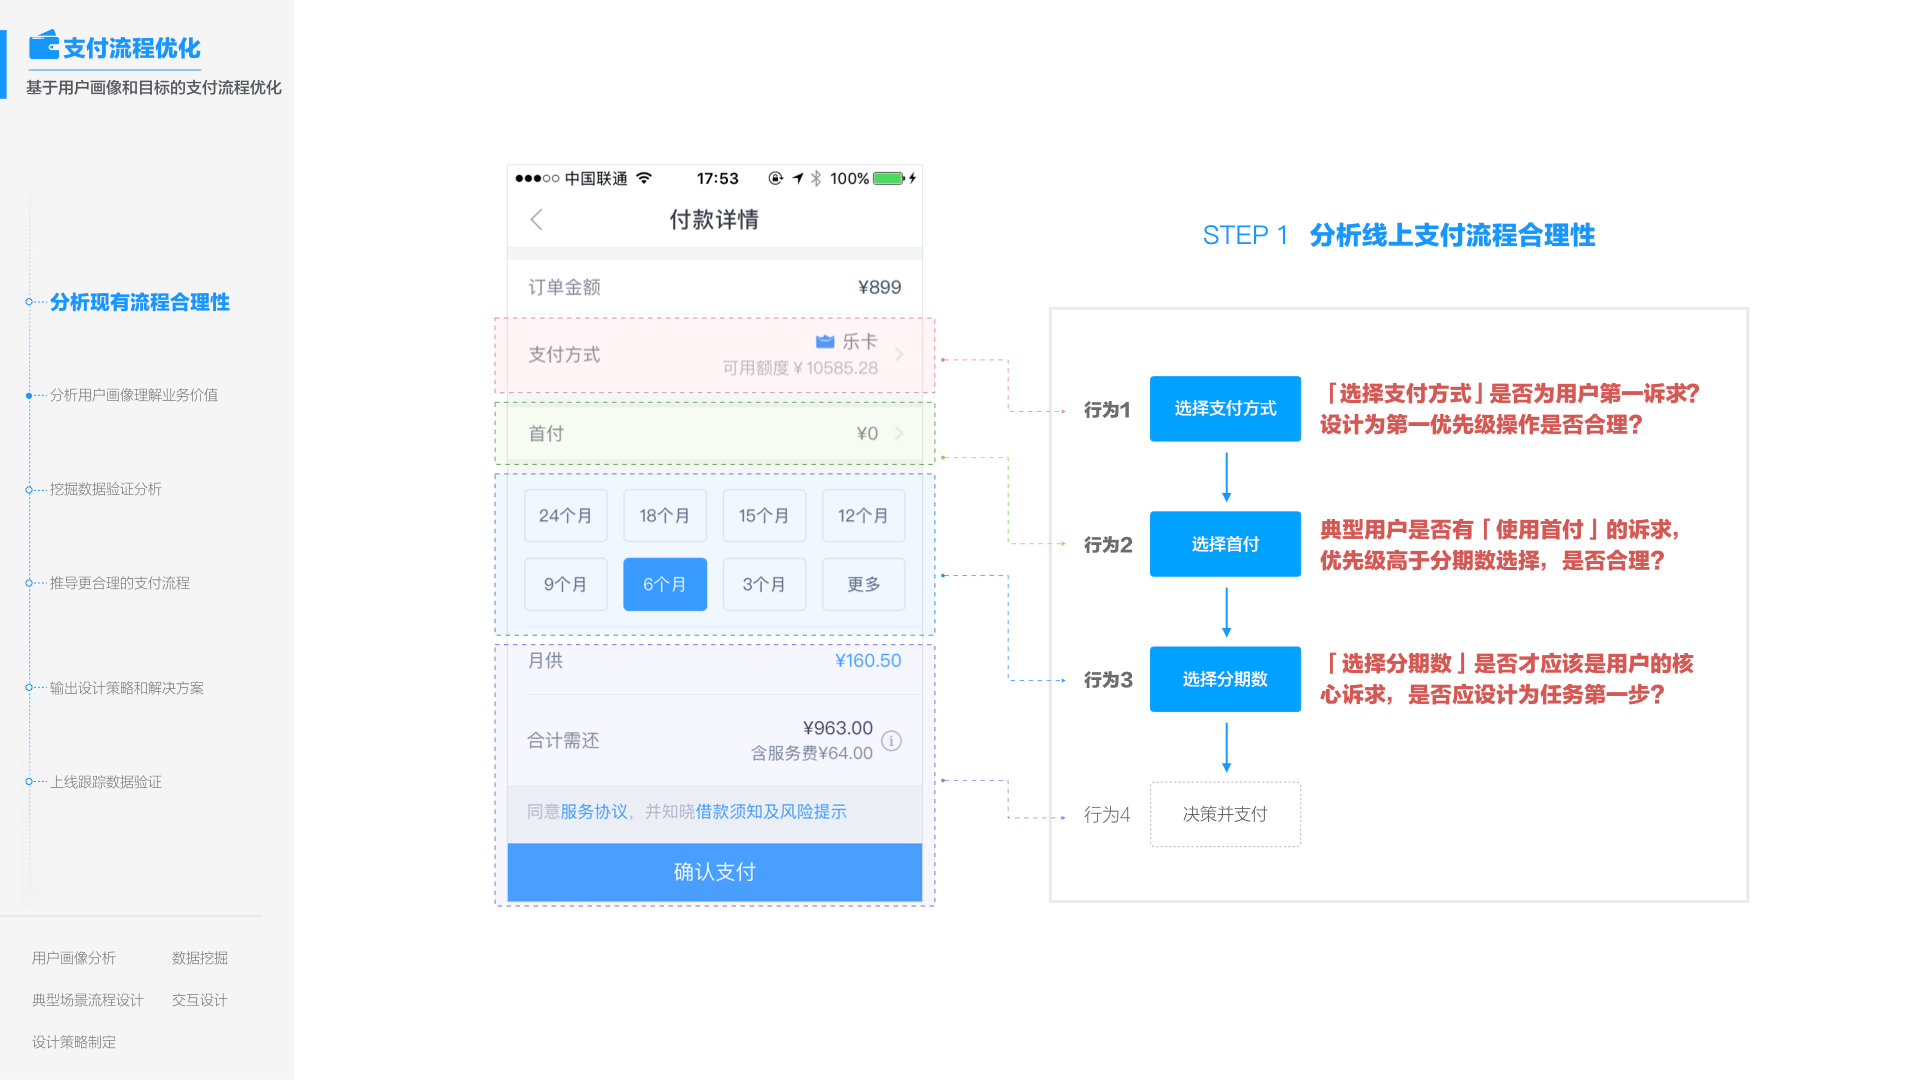 支付流程优化
基于用户画像和目标的支付流程优化
分析现有流程合理性
分析用户画像理解业务价值
挖掘数据验证分析
推导更合理的支付流程
输出设计策略和解决方案
上线跟踪数据验证
用户画像分析
数据挖掘
典型场景流程设计
交互设计
设计策略制定
中国联通
17:53
100%
付款详情
订单金额
¥899
支付方式
乐卡
可用额度 ¥ 10585.28
首付
¥0
24个月
18个月
15个月
12个月
9个月
6个月
3个月
更多
月供
¥160.50
合计需还
¥963.00
含服务费¥64.00
同意服务协议，并知晓借款须知及风险提示
确认支付
STEP 1 分析线上支付流程合理性
行为1
选择支付方式
「选择支付方式」是否为用户第一诉求?
设计为第一优先级操作是否合理?
行为2
选择首付
典型用户是否有「使用首付」的诉求，
优先级高于分期数选择，是否合理?
行为3
选择分期数
「选择分期数」是否才应该是用户的核
心诉求，是否应设计为任务第一步?
行为4
决策并支付